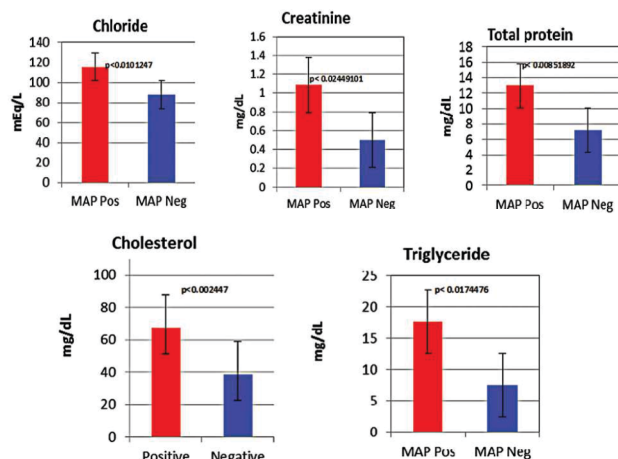 Chloride
140
120
100
80
60
40
20
0
mEq/L
p<0.0101247
MAP Pos MAP Neg
Creatinine
1.6
1.4
1.2
1
0.8
0.6
0.4
0.2
0
mg/dL
p< 0.02449101
MAP Pos MAP Neg
Total protein
18
16
14
12
10
8
6
4
2
0
mg/dL
p< 0.00851892
MAP Pos MAP Neg
Cholesterol
100
80
60
40
20
0
mg/dL
p<0.002447
Positive Negative
Triglyceride
25
20
15
10
5
0
mg/dL
p< 0.0174476
MAP Pos MAP Neg